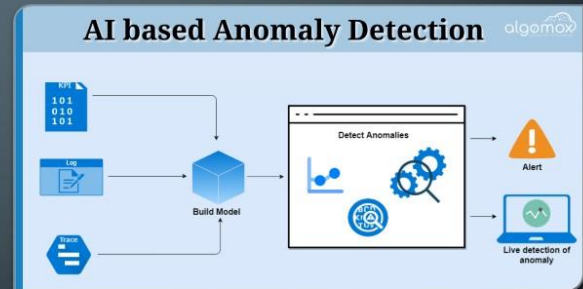 AI based Anomaly Detection
algomox
KPI
101
010
101
Log
Trace
Build Model
Detect Anomalies
Alert
Live detection of
anomaly